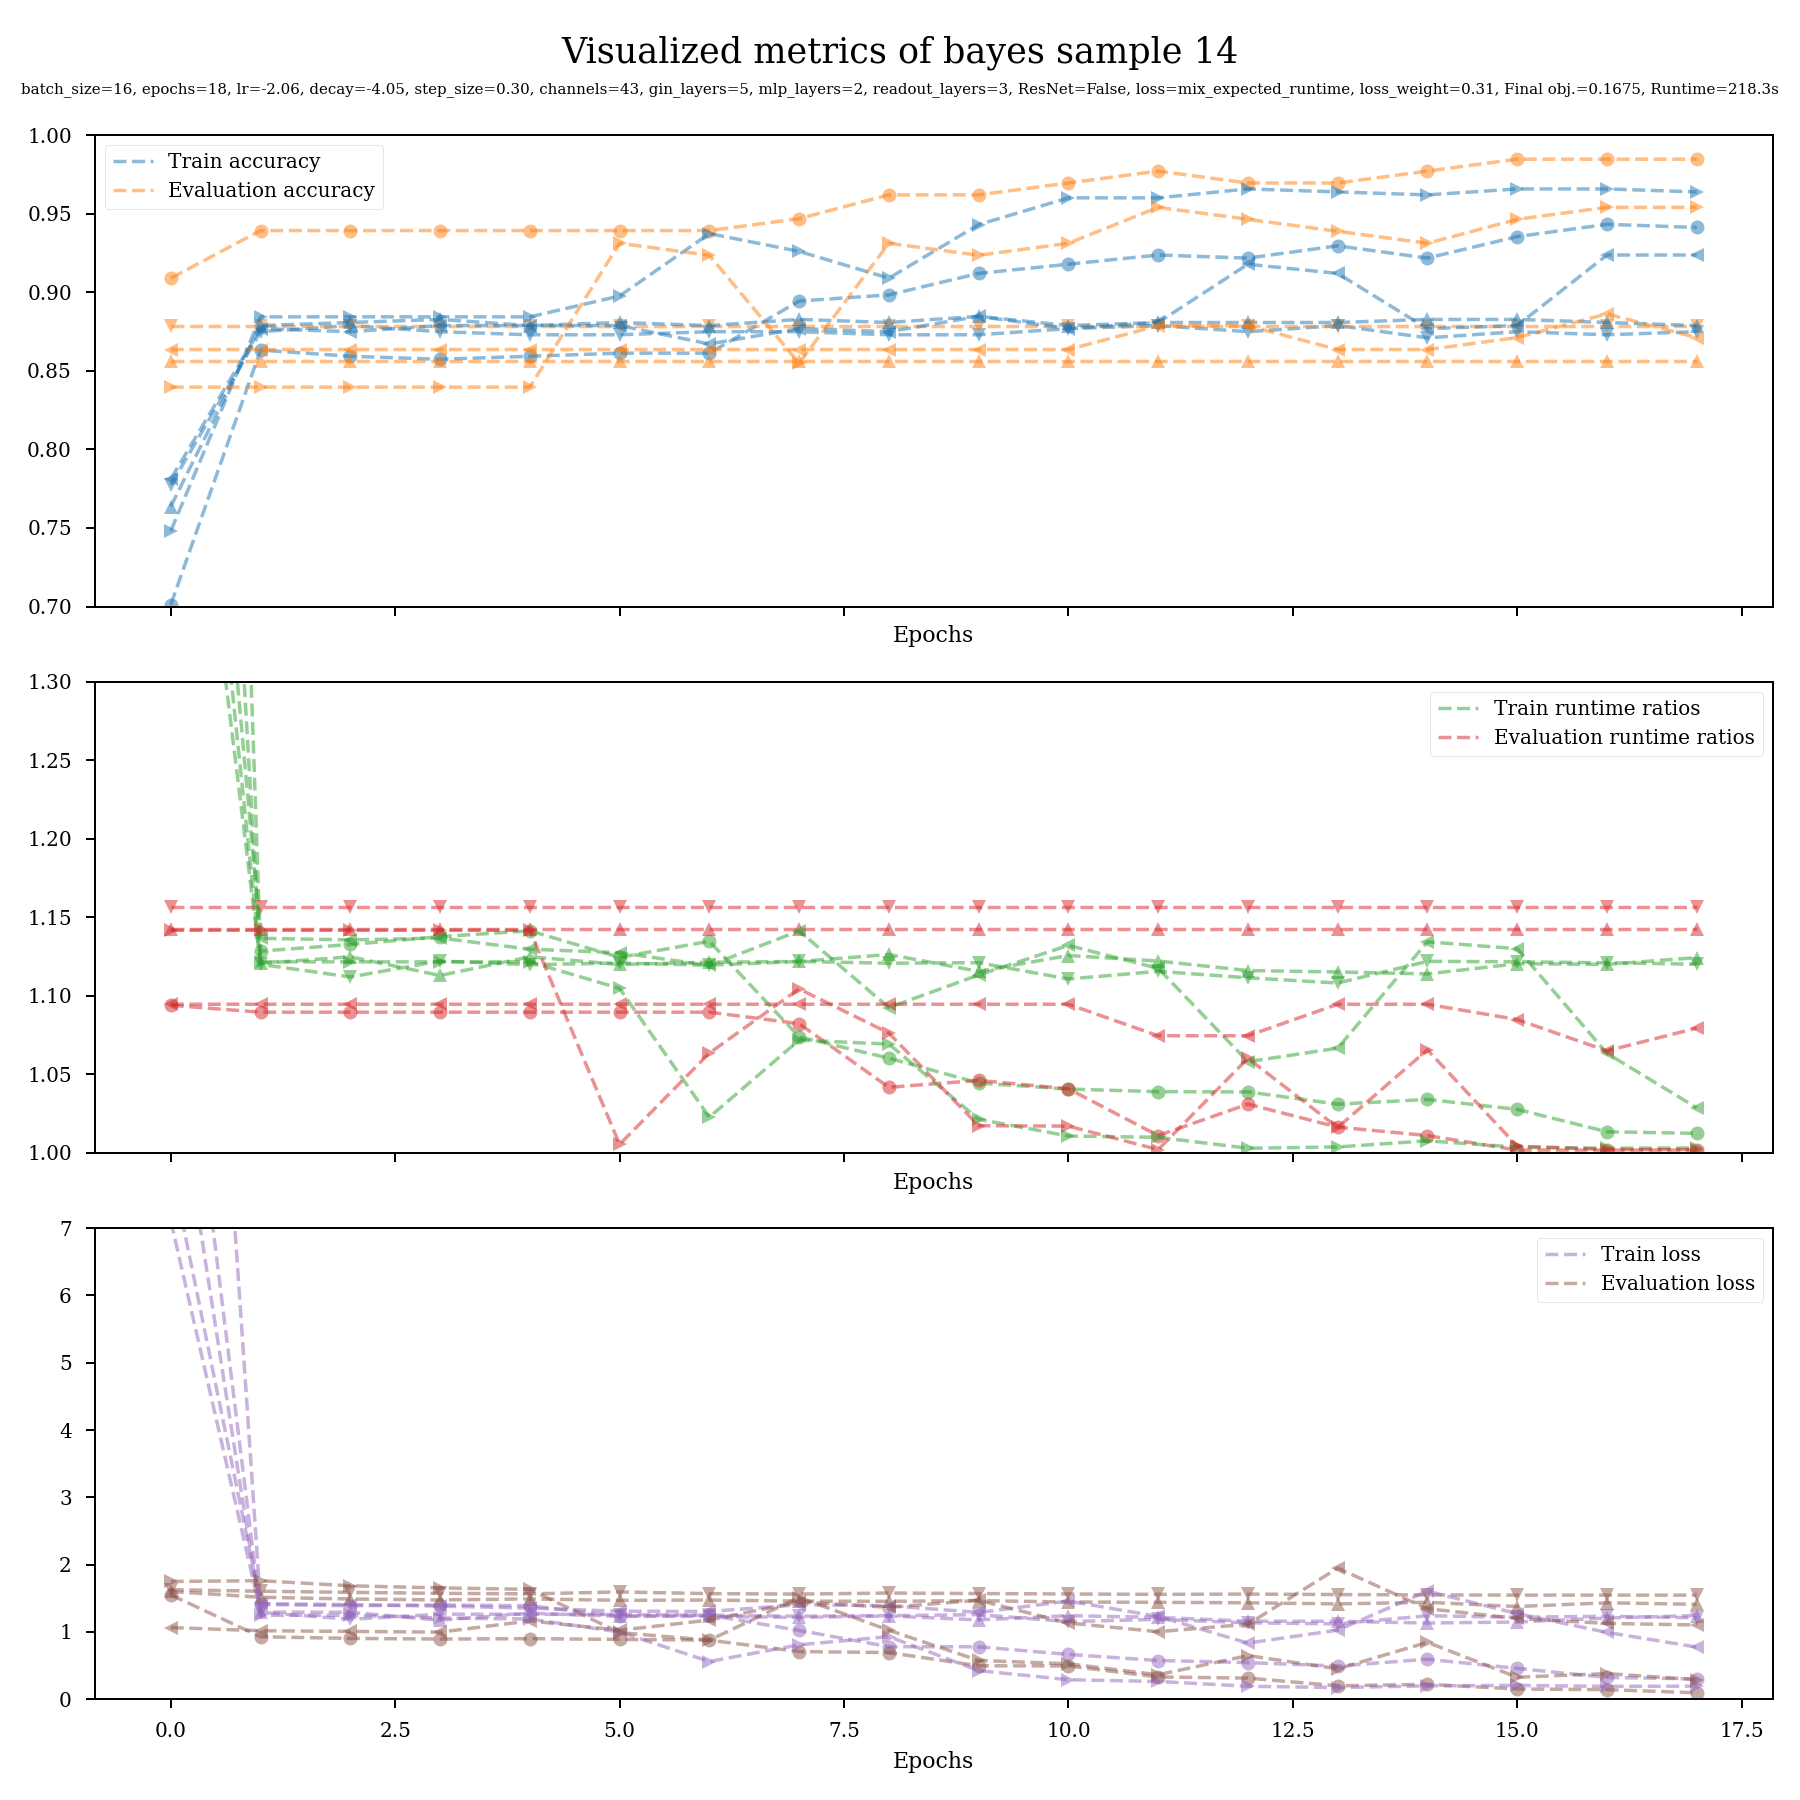 Visualized metrics of bayes sample 14
batch_size=16, epochs=18, lr=-2.06, decay=-4.05, step_size=0.30, channels=43, gin_layers=5, mlp_layers=2, readout_layers=3, ResNet=False, loss=mix_expected_runtime, loss_weight=0.31, Final obj.=0.1675, Runtime=218.3s
1.00
0.95
0.90
0.85
0.80
0.75
0.70
Train accuracy
Evaluation accuracy
Epochs
1.30
1.25
1.20
1.15
1.10
1.05
1.00
Train runtime ratios
Evaluation runtime ratios
Epochs
7
6
5
4
3
2
1
0
Train loss
Evaluation loss
0.0 2.5 5.0 7.5 10.0 12.5 15.0 17.5
Epochs